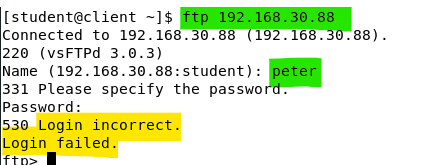 [student@client ~]$ ftp 192.168.30.88
Connected to 192.168.30.88 (192.168.30.88).
220 (vsFTPd 3.0.3)
Name (192.168.30.88:student): peter
331 Please specify the password.
Password:
530 Login incorrect.
Login failed.
ftp>